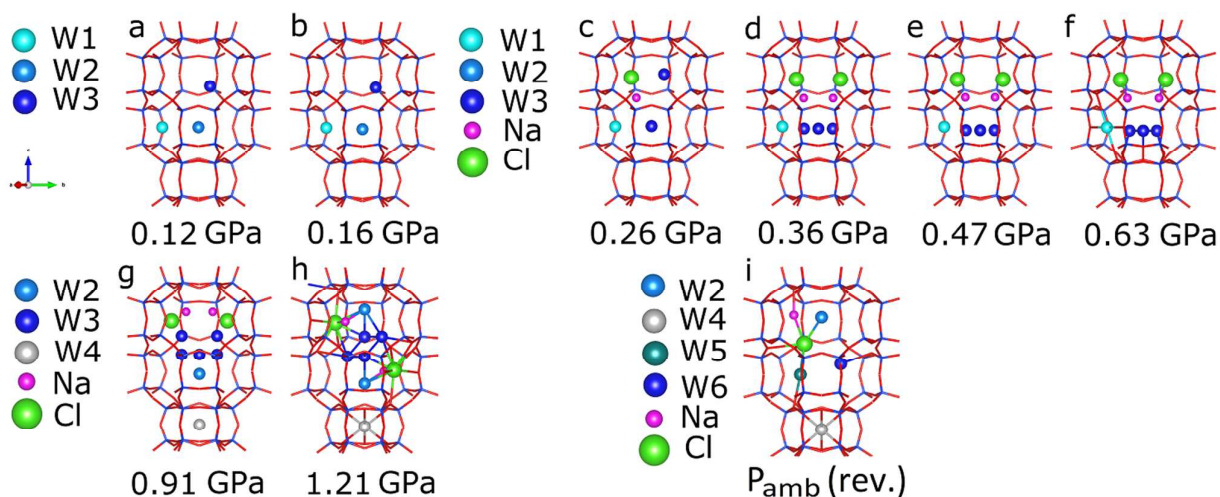 a
b
c
d
e
f
W1
W2
W3
W1
W2
W3
Na
Cl
0.12 GPa
0.16 GPa
0.26 GPa
0.36 GPa
0.47 GPa
0.63 GPa
g
h
i
W2
W3
W4
Na
Cl
W2
W4
W5
W6
Na
Cl
0.91 GPa
1.21 GPa
Pamb (rev.)